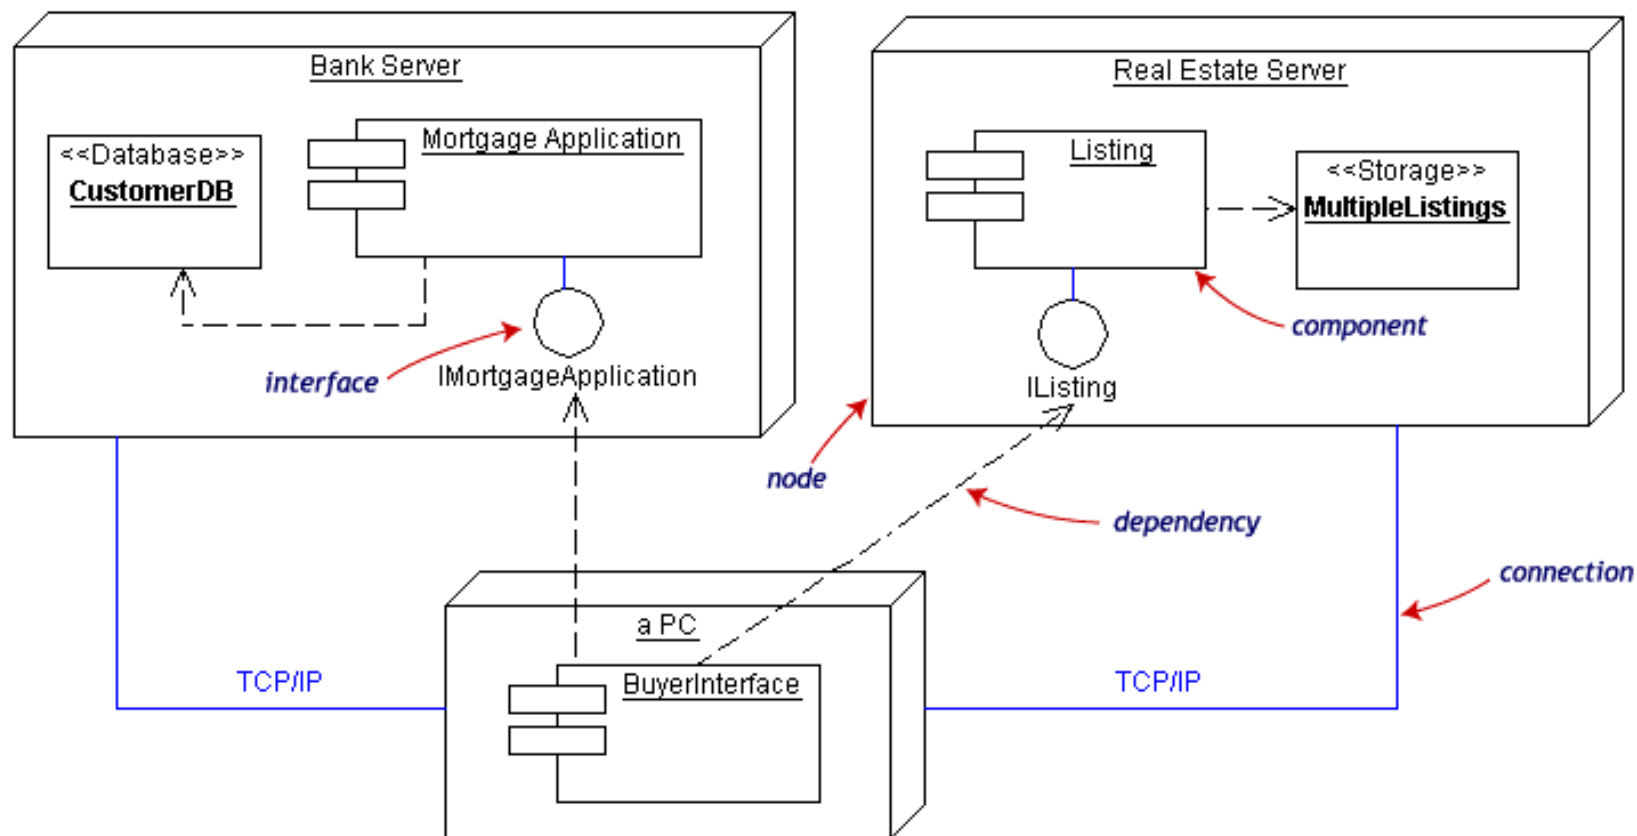 Bank Server
<<Database>>
CustomerDB
Mortgage Application
interface
IMortgageApplication
Real Estate Server
Listing
<<Storage>>
MultipleListings
component
IListing
node
dependency
connection
a PC
BuyerInterface
TCP/IP
TCP/IP